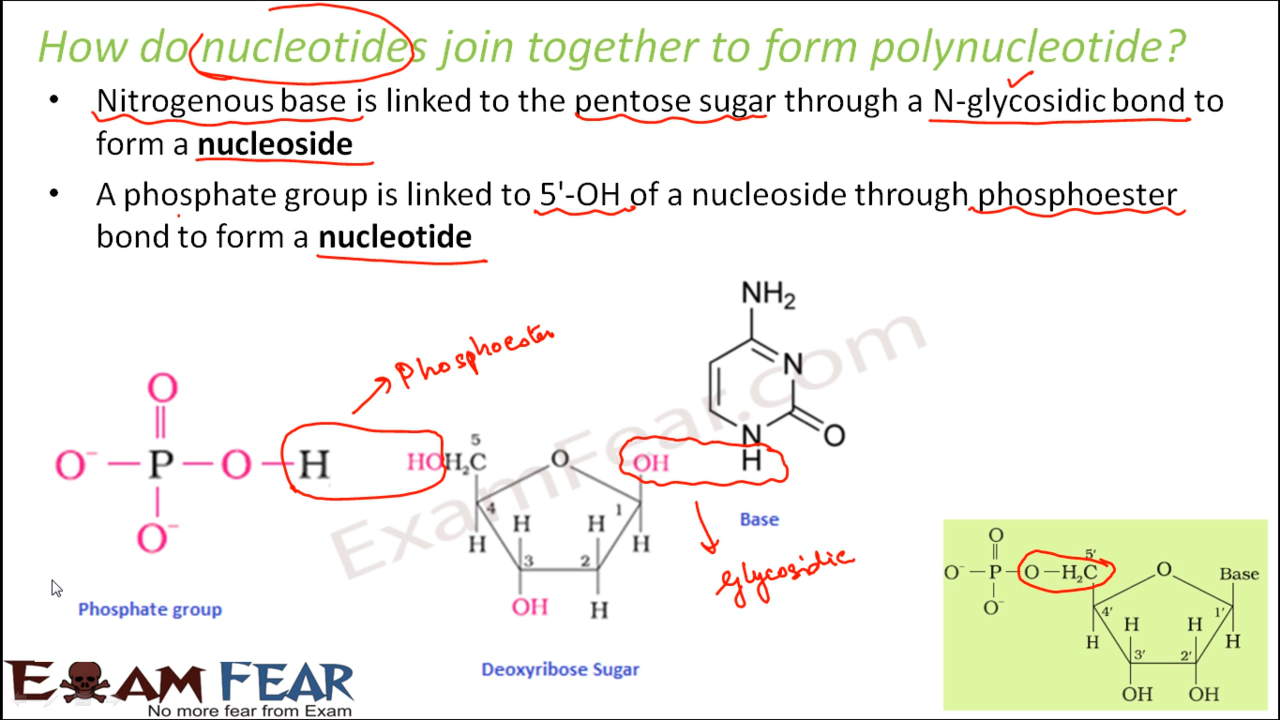 How do nucleotides join together to form polynucleotide?
• Nitrogenous base is linked to the pentose sugar through a N-glycosidic bond to
form a nucleoside
• A phosphate group is linked to 5'-OH of a nucleoside through phosphoester
bond to form a nucleotide
Phosphoester
NH2
N
O
N
H
O
O⁻ — P — O — H
O⁻
HOH2C
5
O
OH
4
1
H
H
H
H
3
2
OH
H
Base
glycosidic
Phosphate group
Deoxyribose Sugar
ExamFear.com
O
O⁻ — P — O — H2C
O⁻
5'
O
Base
4'
1'
H
H
H
H
3'
2'
OH
OH
EXAM FEAR
No more fear from Exam